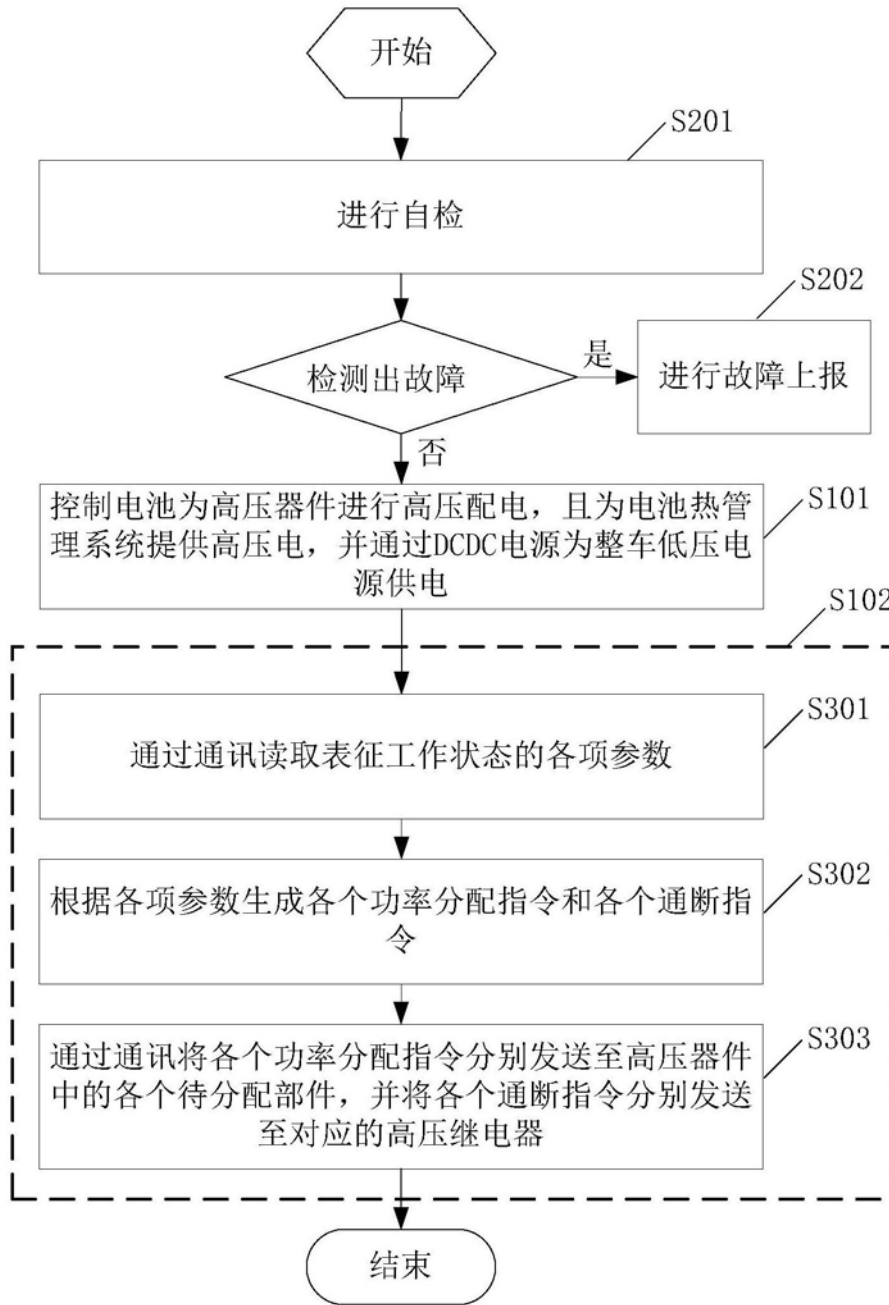 开始
S201
进行自检
S202
检测出故障
是
进行故障上报
否
S101
控制电池为高压器件进行高压配电，且为电池热管
理系统提供高压电，并通过DCDC电源为整车低压电
源供电
S102
S301
通过通讯读取表征工作状态的各项参数
S302
根据各项参数生成各个功率分配指令和各个通断指
令
S303
通过通讯将各个功率分配指令分别发送至高压器件
中的各个待分配部件，并将各个通断指令分别发送
至对应的高压继电器
结束